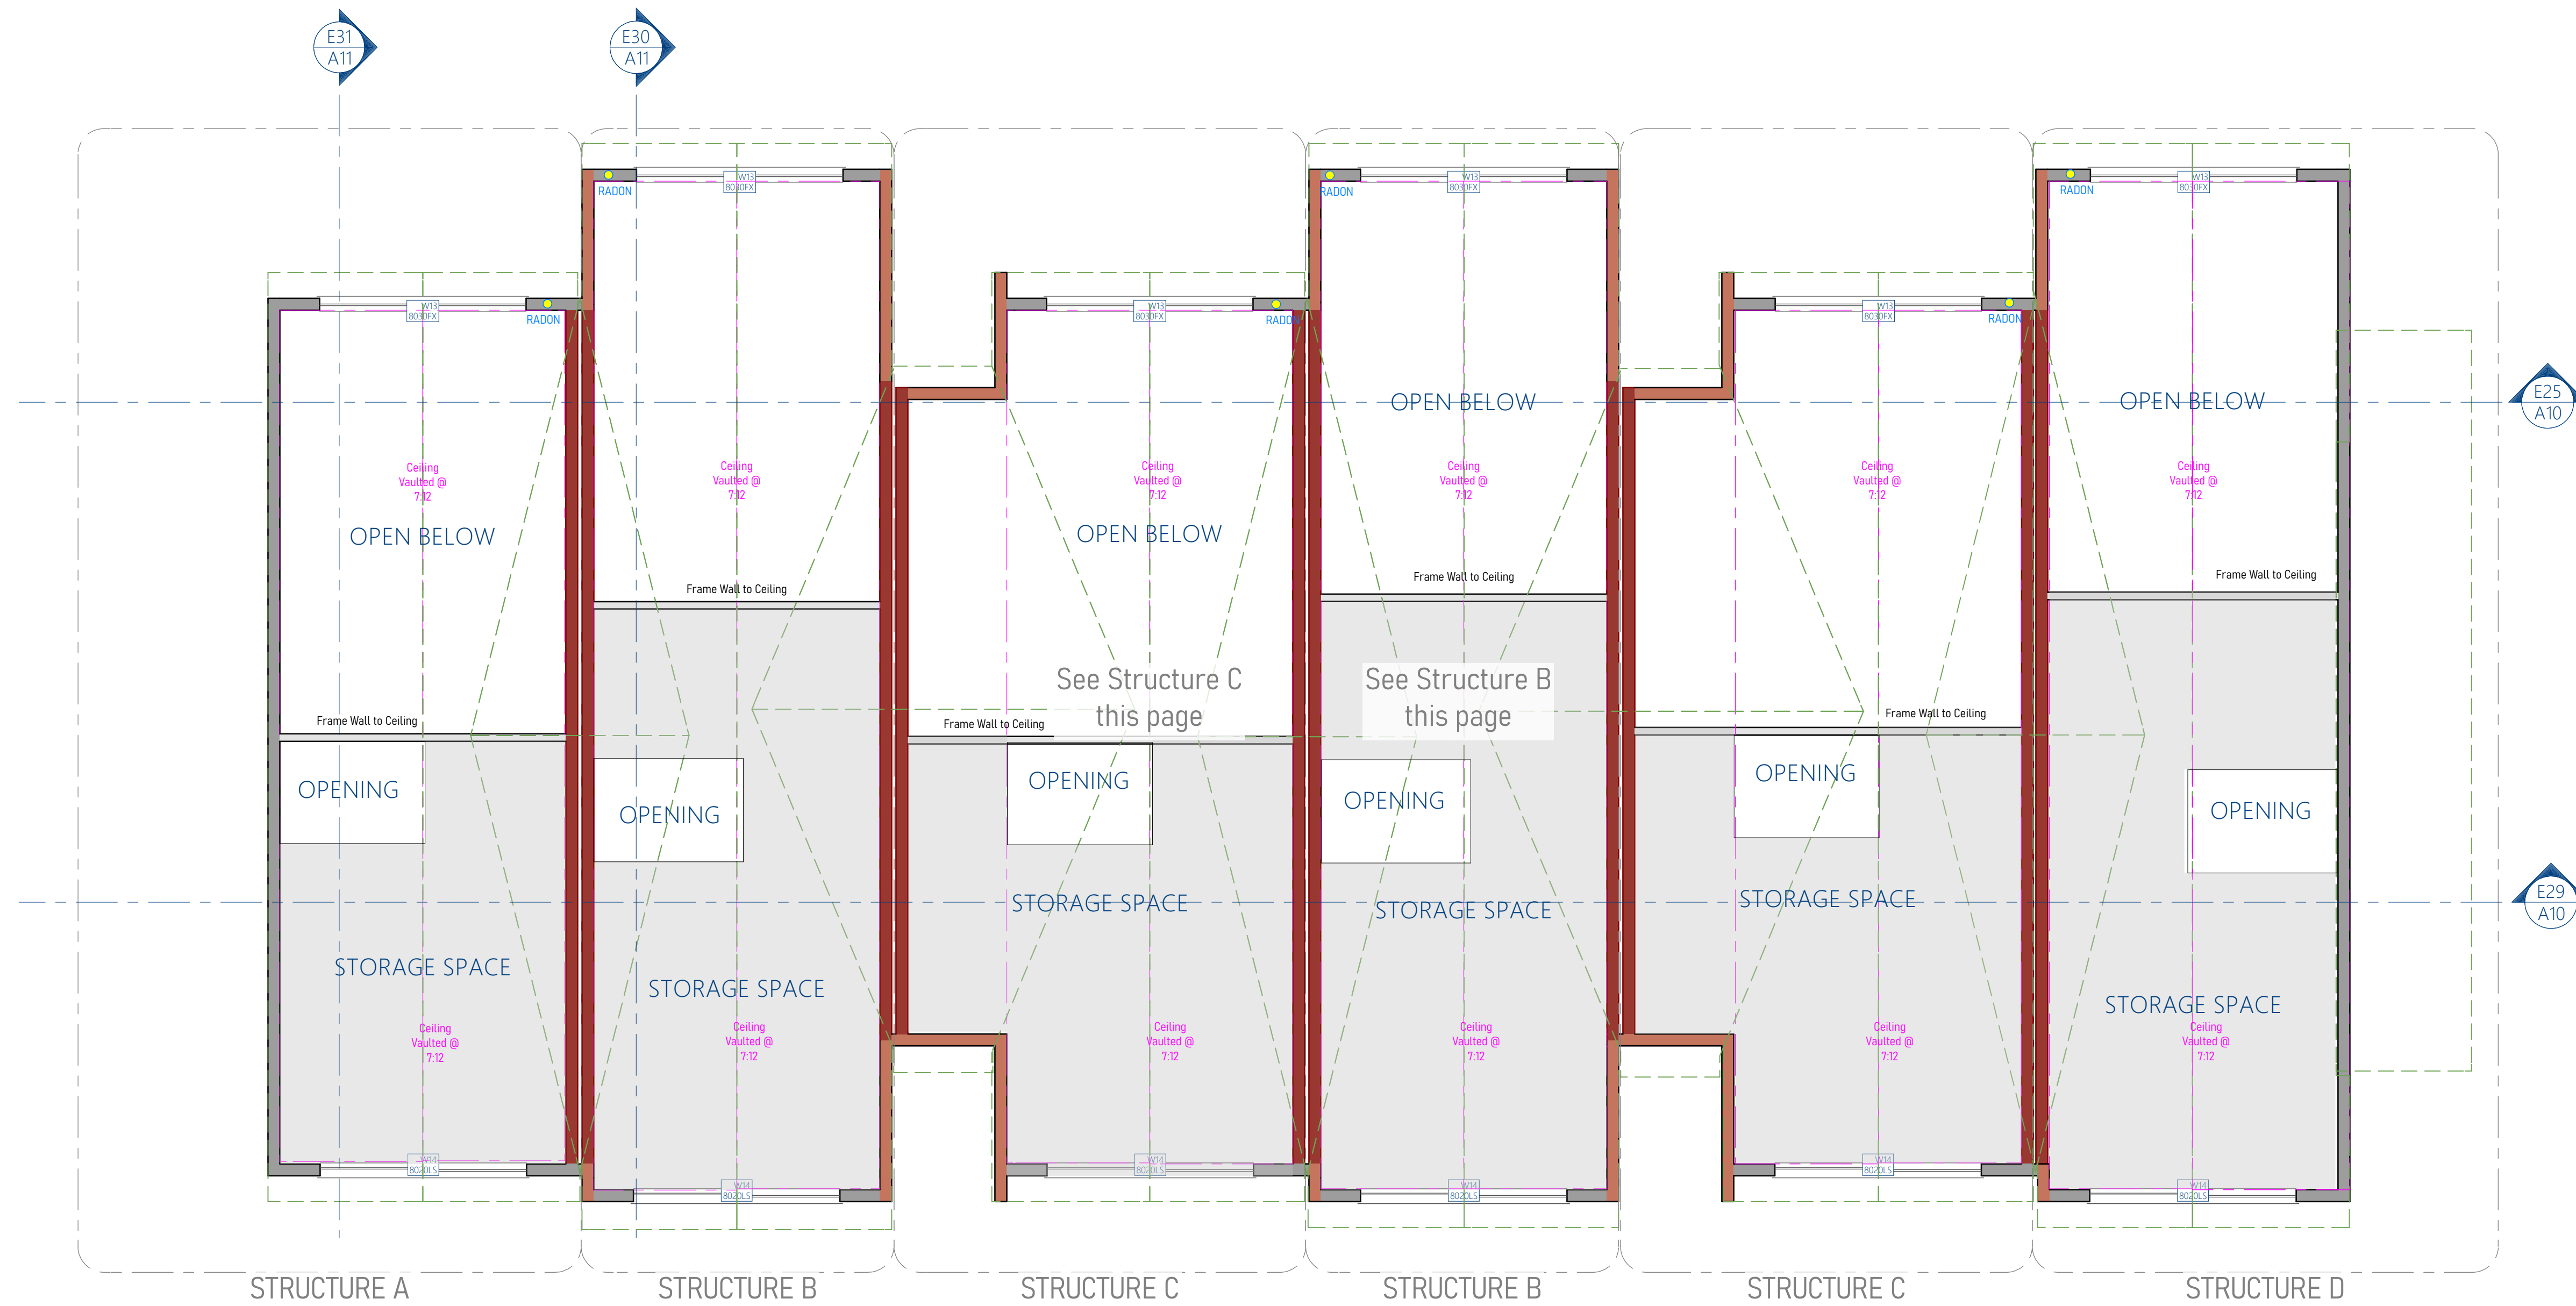 E31
A11
E30
A11
W13
8030FX
RADON
W13
8030FX
RADON
W13
8030FX
RADON
W13
8030FX
RADON
W13
8030FX
RADON
W13
8030FX
RADON
E25
A10
OPEN BELOW
OPEN BELOW
Ceiling
Vaulted @
7:12
Ceiling
Vaulted @
7:12
Ceiling
Vaulted @
7:12
Ceiling
Vaulted @
7:12
Ceiling
Vaulted @
7:12
Ceiling
Vaulted @
7:12
OPEN BELOW
OPEN BELOW
Frame Wall to Ceiling
Frame Wall to Ceiling
Frame Wall to Ceiling
See Structure C
this page
See Structure B
this page
Frame Wall to Ceiling
Frame Wall to Ceiling
Frame Wall to Ceiling
OPENING
OPENING
OPENING
OPENING
OPENING
OPENING
E29
A10
STORAGE SPACE
STORAGE SPACE
STORAGE SPACE
STORAGE SPACE
STORAGE SPACE
STORAGE SPACE
Ceiling
Vaulted @
7:12
Ceiling
Vaulted @
7:12
Ceiling
Vaulted @
7:12
Ceiling
Vaulted @
7:12
Ceiling
Vaulted @
7:12
Ceiling
Vaulted @
7:12
W14
8020LS
W14
8020LS
W14
8020LS
W14
8020LS
W14
8020LS
W14
8020LS
STRUCTURE A
STRUCTURE B
STRUCTURE C
STRUCTURE B
STRUCTURE C
STRUCTURE D